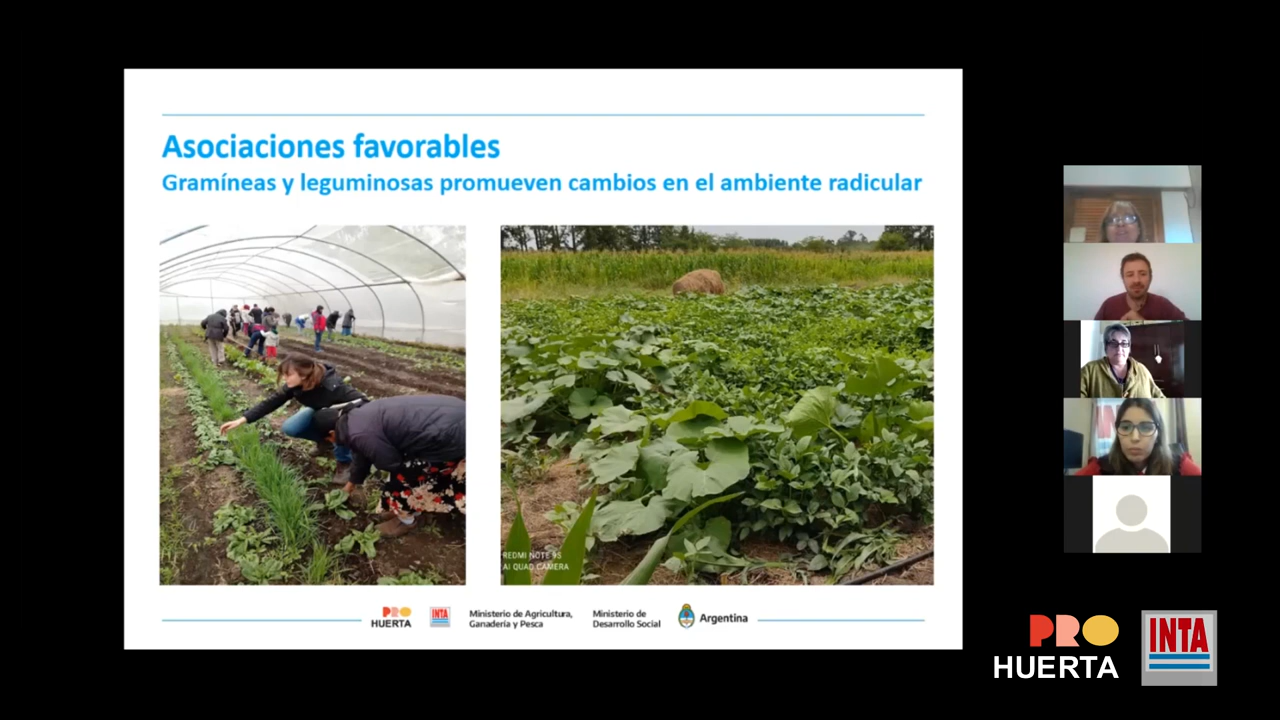 Asociaciones favorables
Gramíneas y leguminosas promueven cambios en el ambiente radicular
REDMI NOTE 9S
AI QUAD CAMERA
PRO
HUERTA
INTA
Ministerio de Agricultura,
Ganadería y Pesca
Ministerio de
Desarrollo Social
Argentina
PRO
HUERTA
INTA